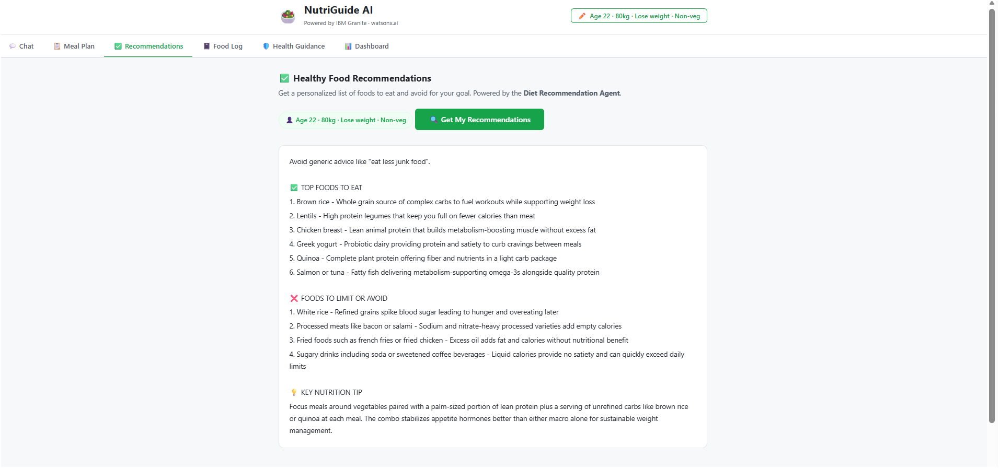 NutriGuide AI
Powered by IBM Granite · watsonx.ai
Age 22 · 80kg · Lose weight · Non-veg
Chat
Meal Plan
Recommendations
Food Log
Health Guidance
Dashboard
Healthy Food Recommendations
Get a personalized list of foods to eat and avoid for your goal. Powered by the Diet Recommendation Agent.
Age 22 · 80kg · Lose weight · Non-veg
Get My Recommendations
Avoid generic advice like "eat less junk food".
TOP FOODS TO EAT
1. Brown rice - Whole grain source of complex carbs to fuel workouts while supporting weight loss
2. Lentils - High protein legumes that keep you full on fewer calories than meat
3. Chicken breast - Lean animal protein that builds metabolism-boosting muscle without excess fat
4. Greek yogurt - Probiotic dairy providing protein and satiety to curb cravings between meals
5. Quinoa - Complete plant protein offering fiber and nutrients in a light carb package
6. Salmon or tuna - Fatty fish delivering metabolism-supporting omega-3s alongside quality protein
FOODS TO LIMIT OR AVOID
1. White rice - Refined grains spike blood sugar leading to hunger and overeating later
2. Processed meats like bacon or salami - Sodium and nitrate-heavy processed varieties add empty calories
3. Fried foods such as french fries or fried chicken - Excess oil adds fat and calories without nutritional benefit
4. Sugary drinks including soda or sweetened coffee beverages - Liquid calories provide no satiety and can quickly exceed daily
limits
KEY NUTRITION TIP
Focus meals around vegetables paired with a palm-sized portion of lean protein plus a serving of unrefined carbs like brown rice
or quinoa at each meal. The combo stabilizes appetite hormones better than either macro alone for sustainable weight
management.